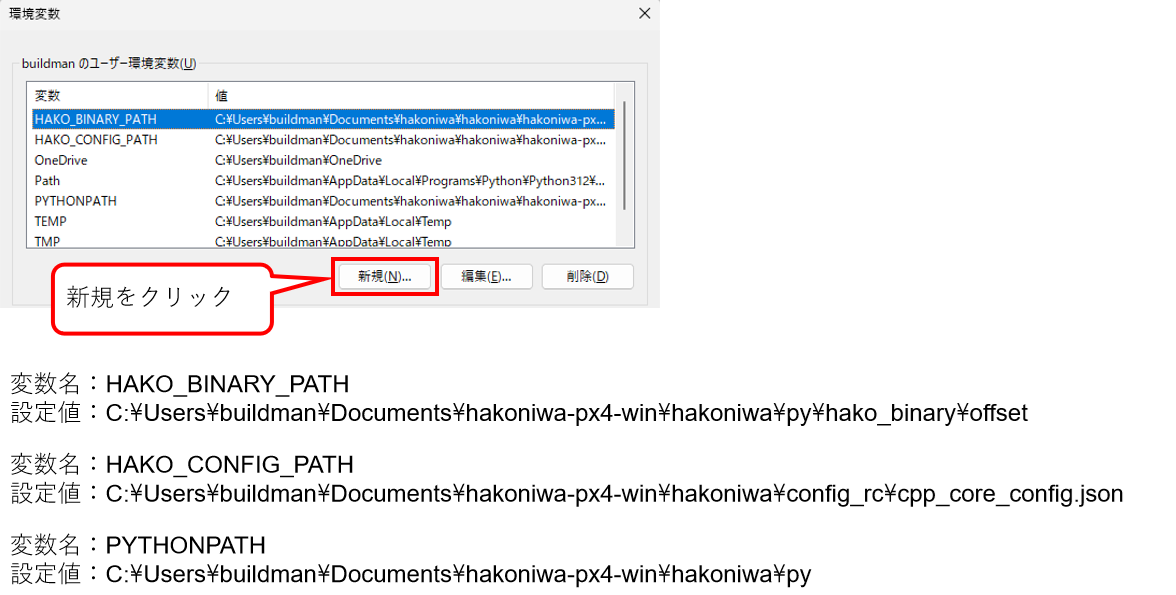 環境変数
buildman のユーザー環境変数(U)
変数 値
HAKO_BINARY_PATH C:¥Users¥buildman¥Documents¥hakoniwa¥hakoniwa¥hakoniwa-px...
HAKO_CONFIG_PATH C:¥Users¥buildman¥Documents¥hakoniwa¥hakoniwa¥hakoniwa-px...
OneDrive C:¥Users¥buildman¥OneDrive
Path C:¥Users¥buildman¥AppData¥Local¥Programs¥Python¥Python312¥...
PYTHONPATH C:¥Users¥buildman¥Documents¥hakoniwa¥hakoniwa¥hakoniwa-px...
TEMP C:¥Users¥buildman¥AppData¥Local¥Temp
TMP C:¥Users¥buildman¥AppData¥Local¥Temp
新規(N)... 編集(E)... 削除(D)
新規をクリック
変数名：HAKO_BINARY_PATH
設定値：C:¥Users¥buildman¥Documents¥hakoniwa-px4-win¥hakoniwa¥py¥hako_binary¥offset
変数名：HAKO_CONFIG_PATH
設定値：C:¥Users¥buildman¥Documents¥hakoniwa-px4-win¥hakoniwa¥config_rc¥cpp_core_config.json
変数名：PYTHONPATH
設定値：C:¥Users¥buildman¥Documents¥hakoniwa-px4-win¥hakoniwa¥py